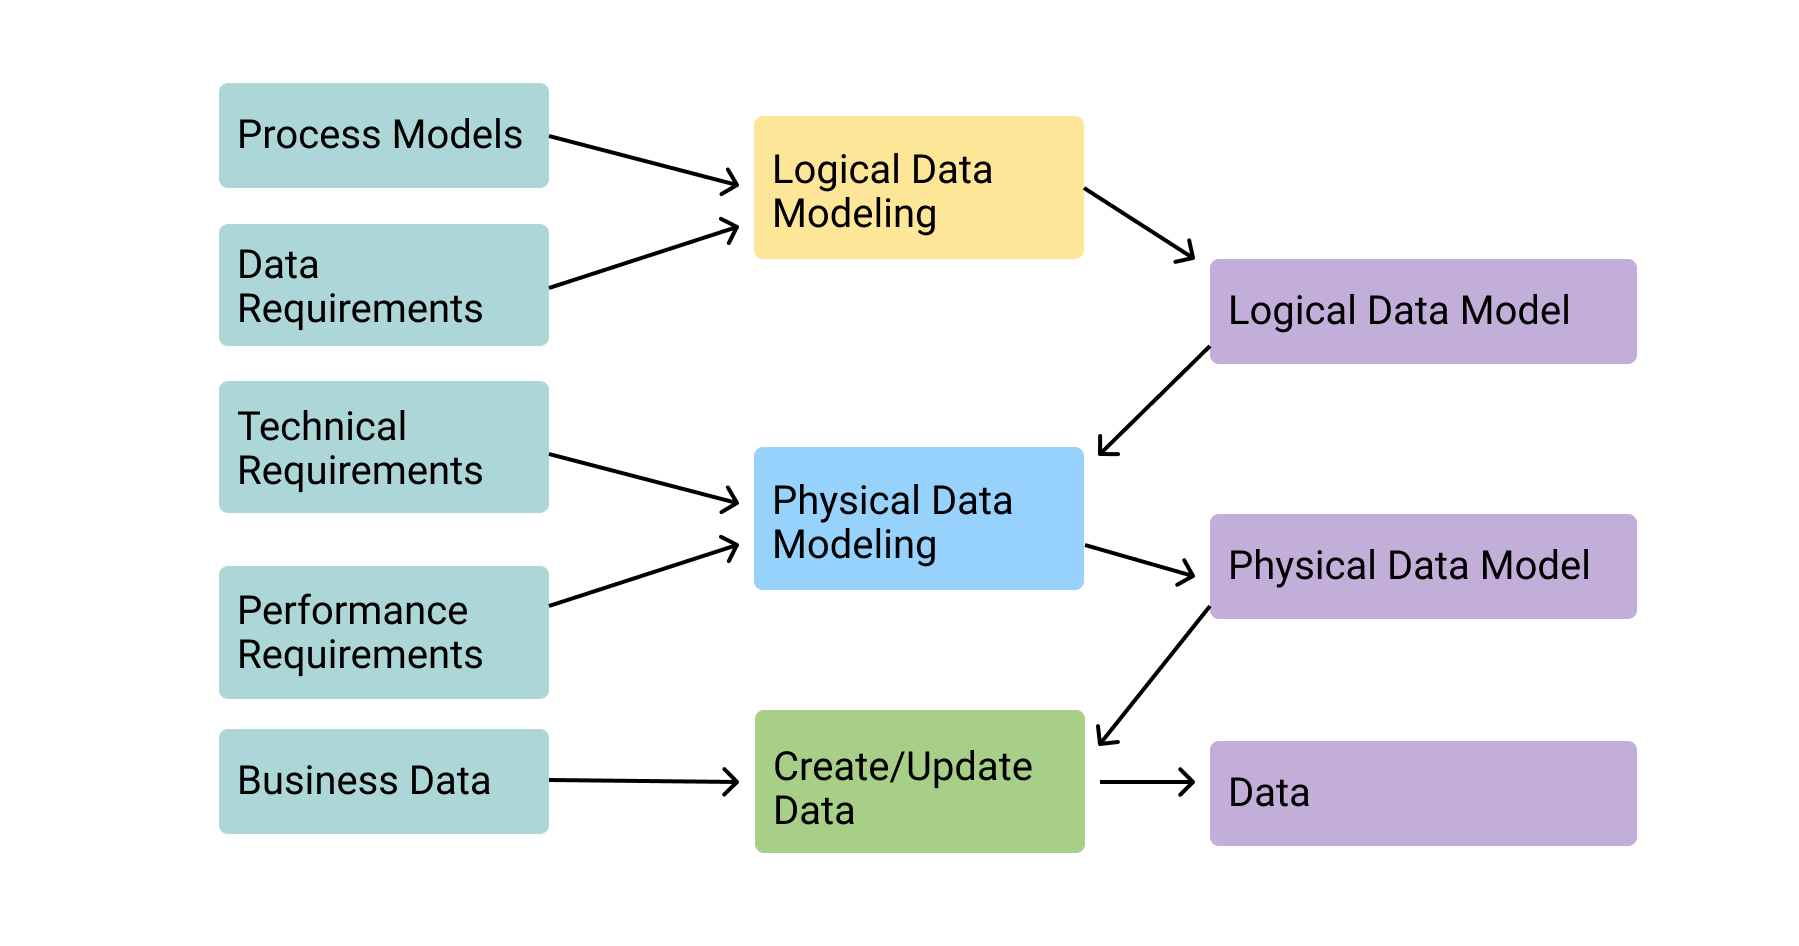 Process Models
Data
Requirements
Technical
Requirements
Performance
Requirements
Business Data
Logical Data
Modeling
Physical Data
Modeling
Create/Update
Data
Logical Data Model
Physical Data Model
Data